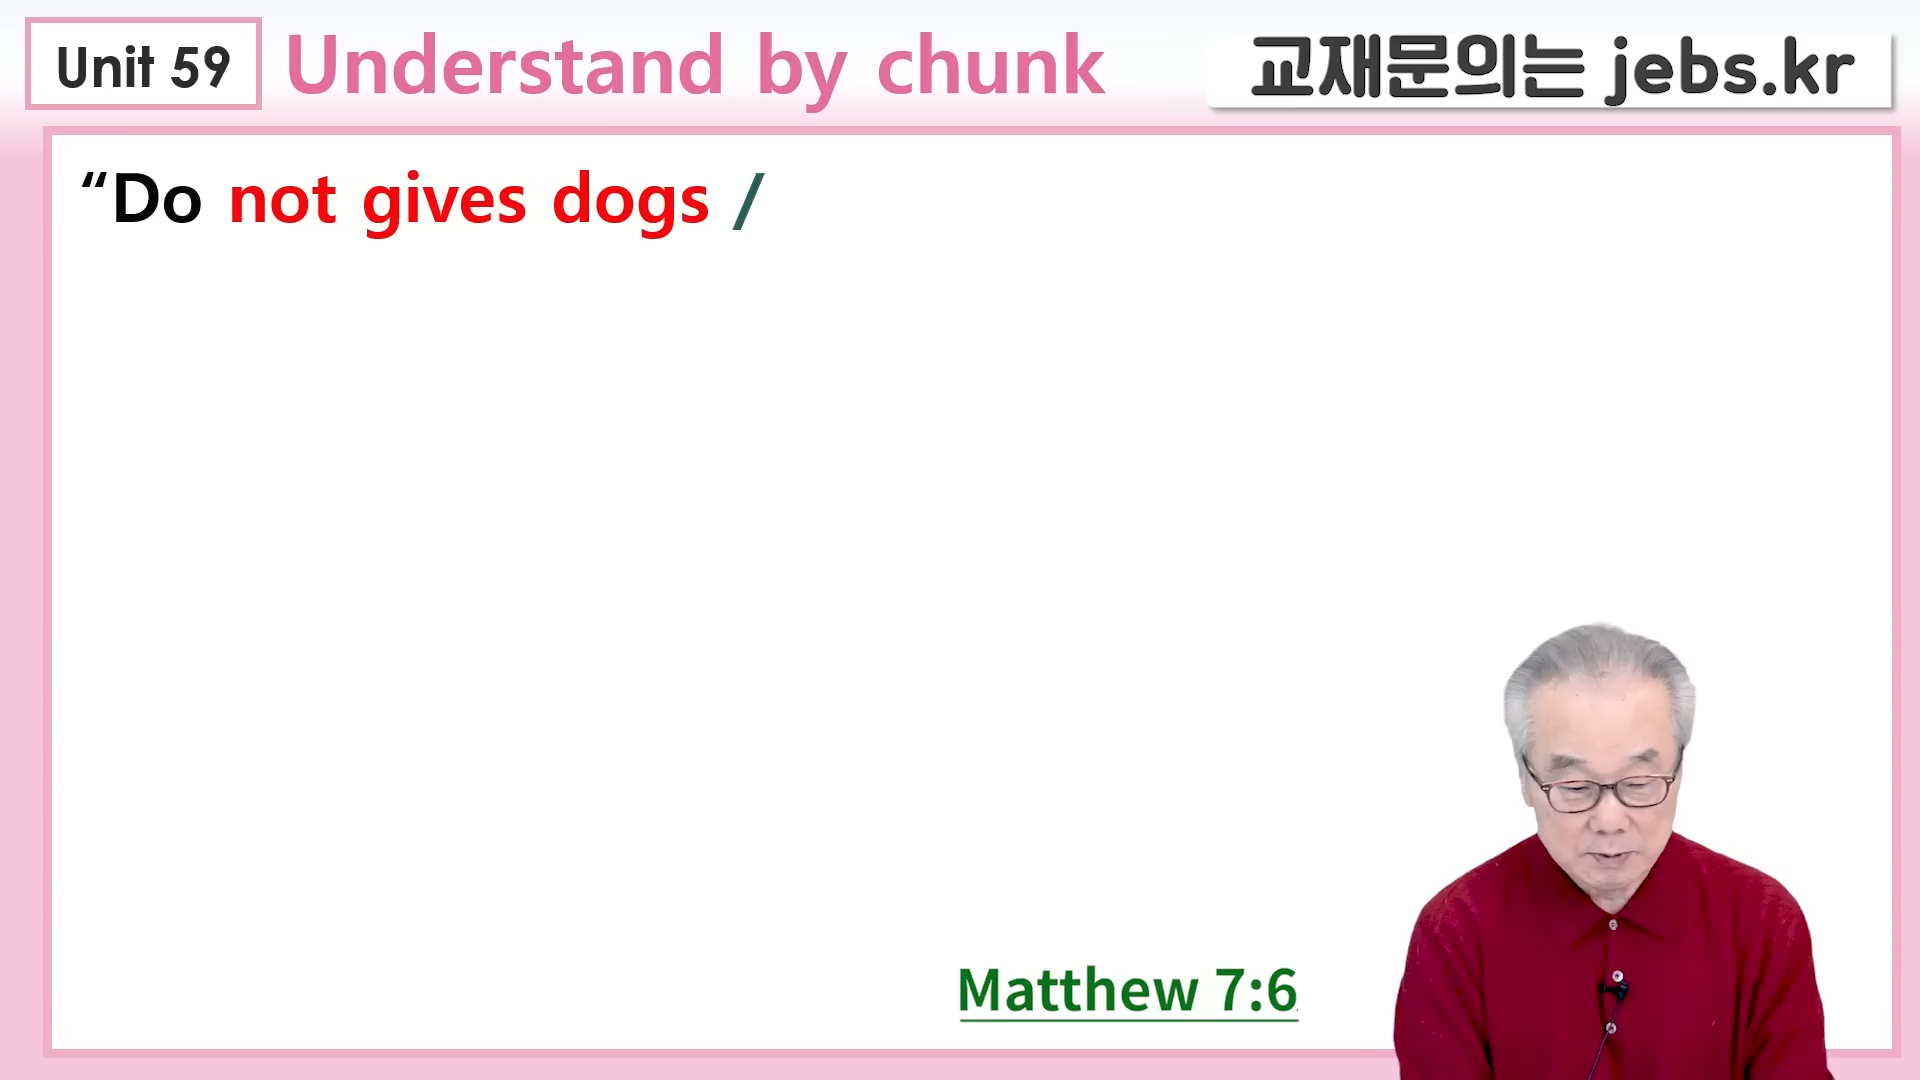 Unit 59
Understand by chunk
교재문의는 jebs.kr
“Do not gives dogs /
Matthew 7:6